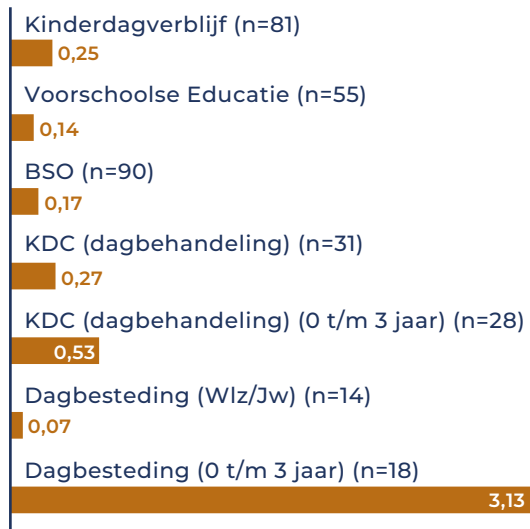 Kinderdagverblijf (n=81)
0,25
Voorschoolse Educatie (n=55)
0,14
BSO (n=90)
0,17
KDC (dagbehandeling) (n=31)
0,27
KDC (dagbehandeling) (0 t/m 3 jaar) (n=28)
0,53
Dagbesteding (Wlz/Jw) (n=14)
0,07
Dagbesteding (0 t/m 3 jaar) (n=18)
3,13